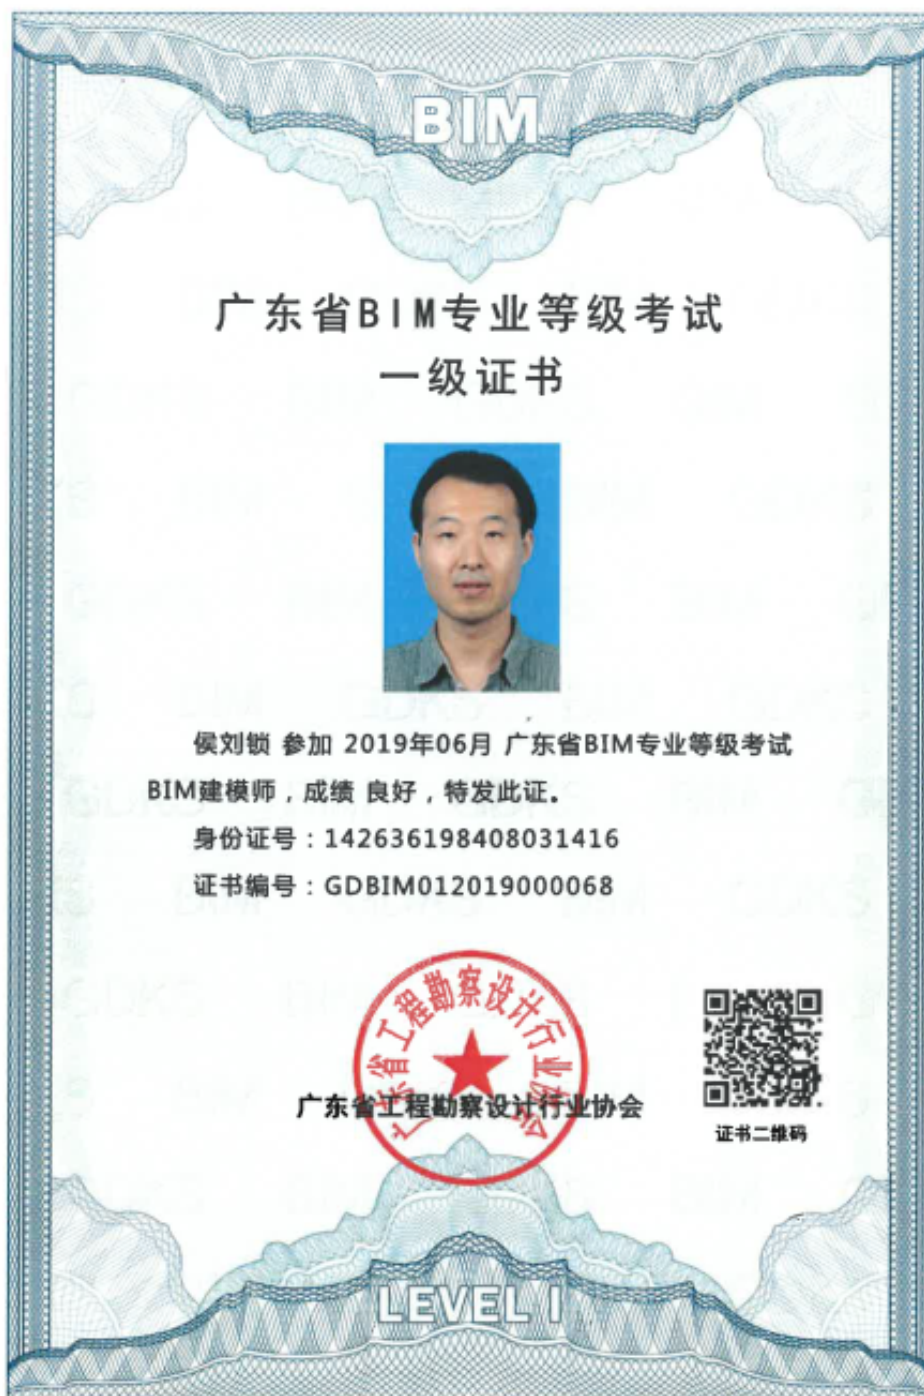 BIM
广东省BIM专业等级考试
一级证书
侯刘锁 参加 2019年06月 广东省BIM专业等级考试
BIM建模师，成绩 良好，特发此证。
身份证号：142636198408031416
证书编号：GDBIM012019000068
广东省工程勘察设计行业协会
广东省工程勘察设计行业协会
证书二维码
LEVEL I